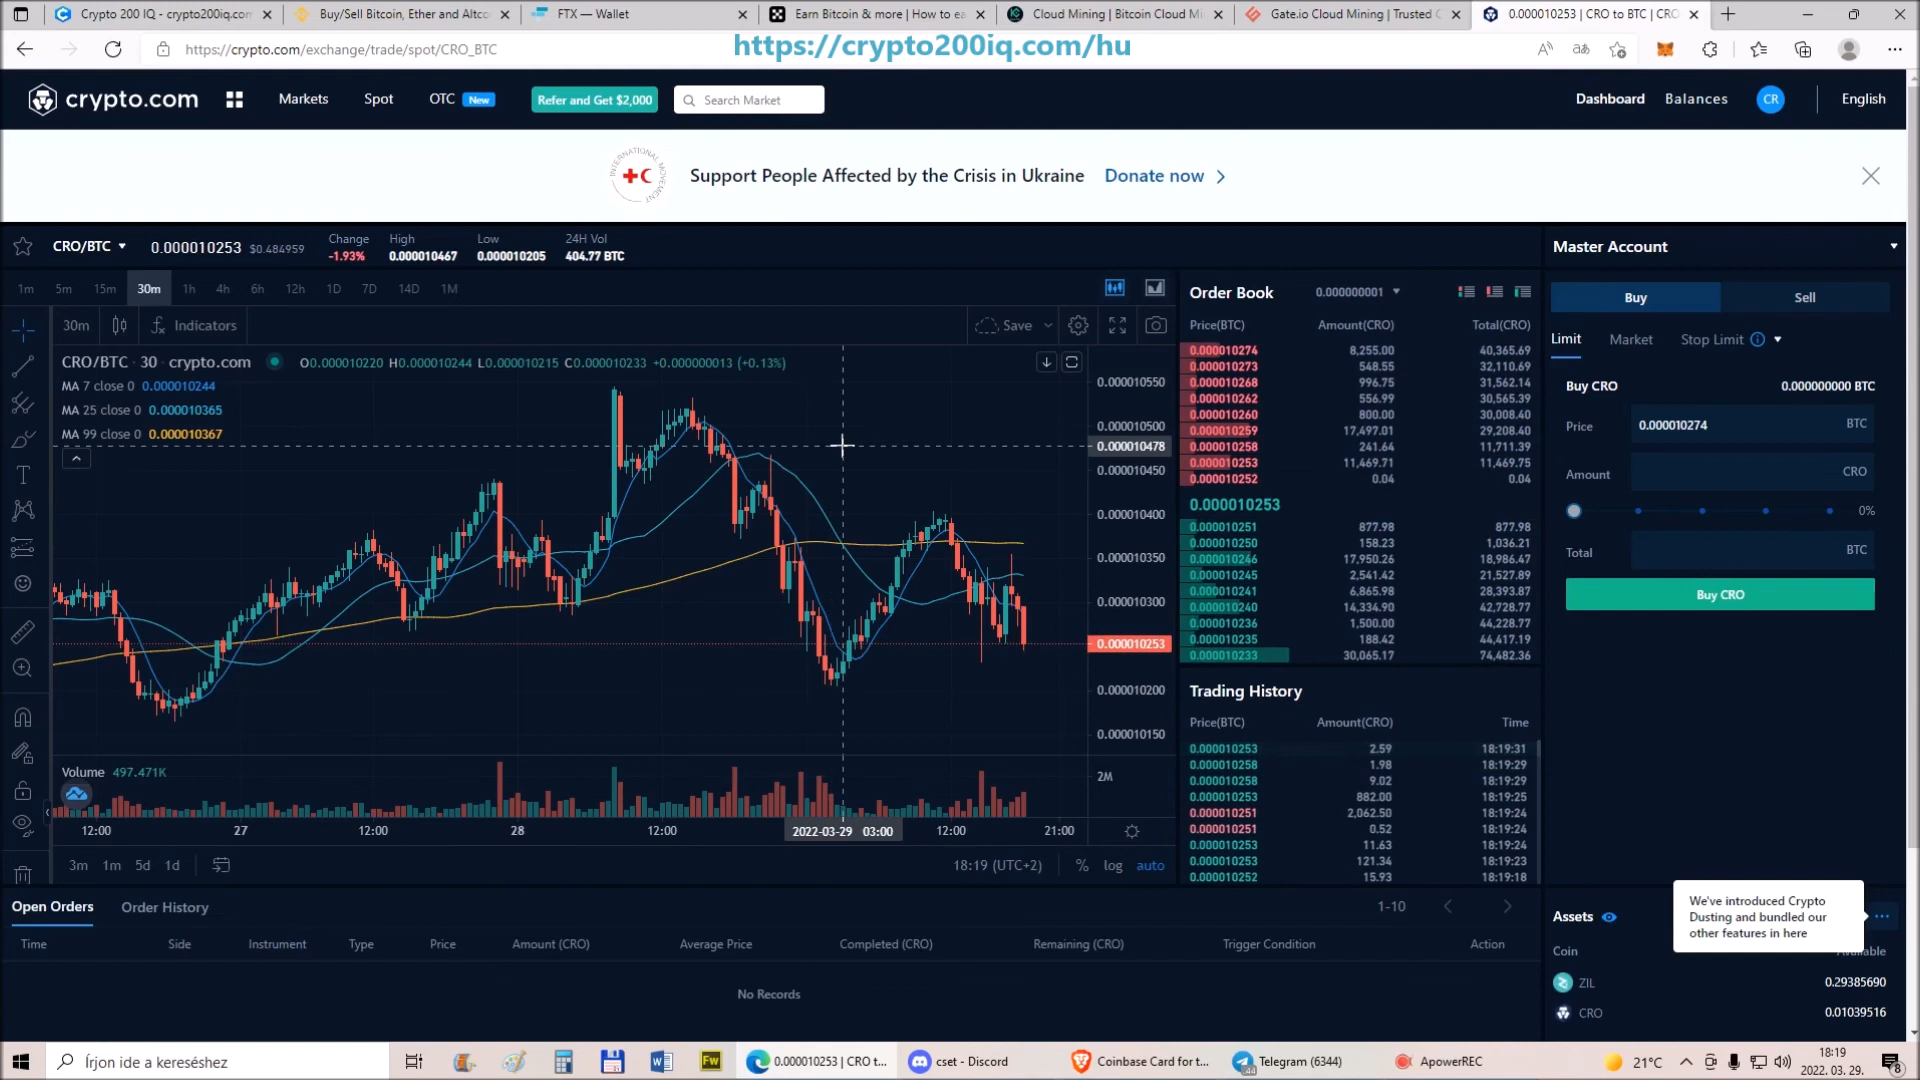 Crypto 200 IQ - crypto200iq.com
Buy/Sell Bitcoin, Ether and Altco
FTX — Wallet
Earn Bitcoin & more | How to ea
Cloud Mining | Bitcoin Cloud Mi
Gate.io Cloud Mining | Trusted C
0.000010253 | CRO to BTC | CRO
https://crypto.com/exchange/trade/spot/CRO_BTC
https://crypto200iq.com/hu
crypto.com
Markets
Spot
OTC New
Refer and Get $2,000
Search Market
Dashboard
Balances
CR
English
INTERNATIONAL MOVEMENT
Support People Affected by the Crisis in Ukraine Donate now
CRO/BTC 0.000010253 $0.484959
Change High Low 24H Vol
-1.93% 0.000010467 0.000010205 404.77 BTC
1m 5m 15m 30m 1h 4h 6h 12h 1D 7D 14D 1M
30m Indicators Save
CRO/BTC · 30 · crypto.com O0.000010220 H0.000010244 L0.000010215 C0.000010233 +0.000000013 (+0.13%)
MA 7 close 0 0.000010244
MA 25 close 0 0.000010365
MA 99 close 0 0.000010367
0.000010550
0.000010500
0.000010478
0.000010450
0.000010400
0.000010350
0.000010300
0.000010253
0.000010200
0.000010150
Volume 497.471K
2M
12:00 27 12:00 28 12:00 2022-03-29 03:00 12:00 21:00
3m 1m 5d 1d 18:19 (UTC+2) % log auto
Order Book 0.000000001
Price(BTC) Amount(CRO) Total(CRO)
0.000010274 8,255.00 40,365.69
0.000010273 548.55 32,110.69
0.000010268 996.75 31,562.14
0.000010262 556.99 30,565.39
0.000010260 800.00 30,008.40
0.000010259 17,497.01 29,208.40
0.000010258 241.64 11,711.39
0.000010253 11,469.71 11,469.75
0.000010252 0.04 0.04
0.000010253
0.000010251 877.98 877.98
0.000010250 158.23 1,036.21
0.000010246 17,950.26 18,986.47
0.000010245 2,541.42 21,527.89
0.000010241 6,865.98 28,393.87
0.000010240 14,334.90 42,728.77
0.000010236 1,500.00 44,228.77
0.000010235 188.42 44,417.19
0.000010233 30,065.17 74,482.36
Trading History
Price(BTC) Amount(CRO) Time
0.000010253 2.59 18:19:31
0.000010258 1.98 18:19:29
0.000010258 9.02 18:19:29
0.000010253 882.00 18:19:25
0.000010251 2,062.50 18:19:24
0.000010251 0.52 18:19:24
0.000010253 11.63 18:19:24
0.000010253 121.34 18:19:23
0.000010252 15.93 18:19:18
Master Account
Buy Sell
Limit Market Stop Limit
Buy CRO 0.000000000 BTC
Price 0.000010274 BTC
Amount CRO
0%
Total BTC
Buy CRO
Open Orders Order History 1-10
Time Side Instrument Type Price Amount (CRO) Average Price Completed (CRO) Remaining (CRO) Trigger Condition Action
No Records
Assets
We've introduced Crypto
Dusting and bundled our
other features in here
Coin Available
ZIL 0.29385690
CRO 0.01039516
Írjon ide a kereséshez
0.000010253 | CRO t...
cset - Discord
Coinbase Card for t...
44
Telegram (6344)
ApowerREC
21°C
18:19
2022. 03. 29.
8